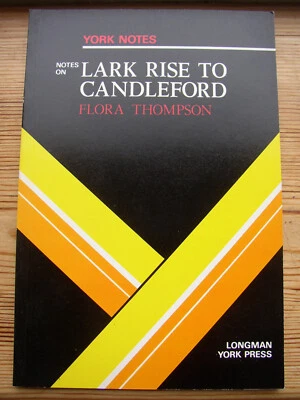 YORK NOTES
NOTES
ON
LARK RISE TO
CANDLEFORD
FLORA THOMPSON
LONGMAN
YORK PRESS